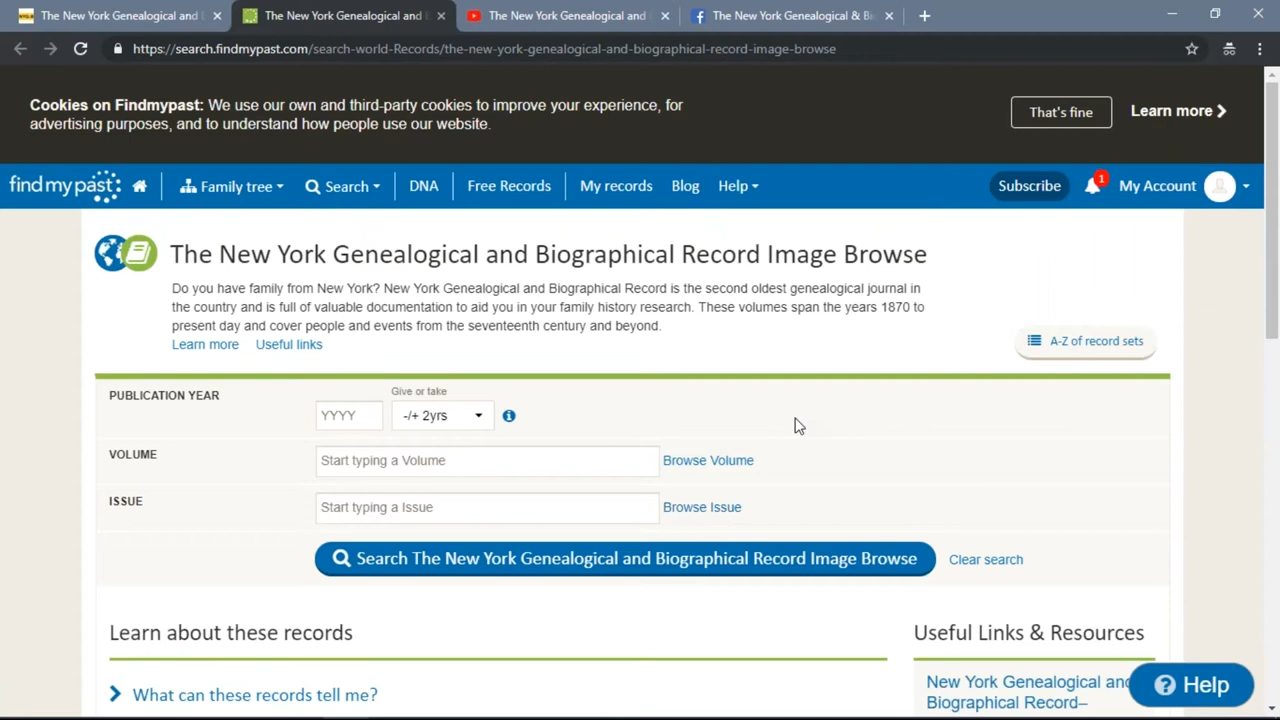 The New York Genealogical and B
The New York Genealogical and B
The New York Genealogical and
The New York Genealogical & Bi
https://search.findmypast.com/search-world-Records/the-new-york-genealogical-and-biographical-record-image-browse
Cookies on Findmypast: We use our own and third-party cookies to improve your experience, for
advertising purposes, and to understand how people use our website.
That's fine
Learn more
findmypast
Family tree
Search
DNA
Free Records
My records
Blog
Help
Subscribe
1
My Account
The New York Genealogical and Biographical Record Image Browse
Do you have family from New York? New York Genealogical and Biographical Record is the second oldest genealogical journal in
the country and is full of valuable documentation to aid you in your family history research. These volumes span the years 1870 to
present day and cover people and events from the seventeenth century and beyond.
Learn more Useful links
A-Z of record sets
PUBLICATION YEAR
Give or take
YYYY
-/+ 2yrs
VOLUME
Start typing a Volume
Browse Volume
ISSUE
Start typing a Issue
Browse Issue
Search The New York Genealogical and Biographical Record Image Browse
Clear search
Learn about these records
What can these records tell me?
Useful Links & Resources
New York Genealogical and
Biographical Record–
Help